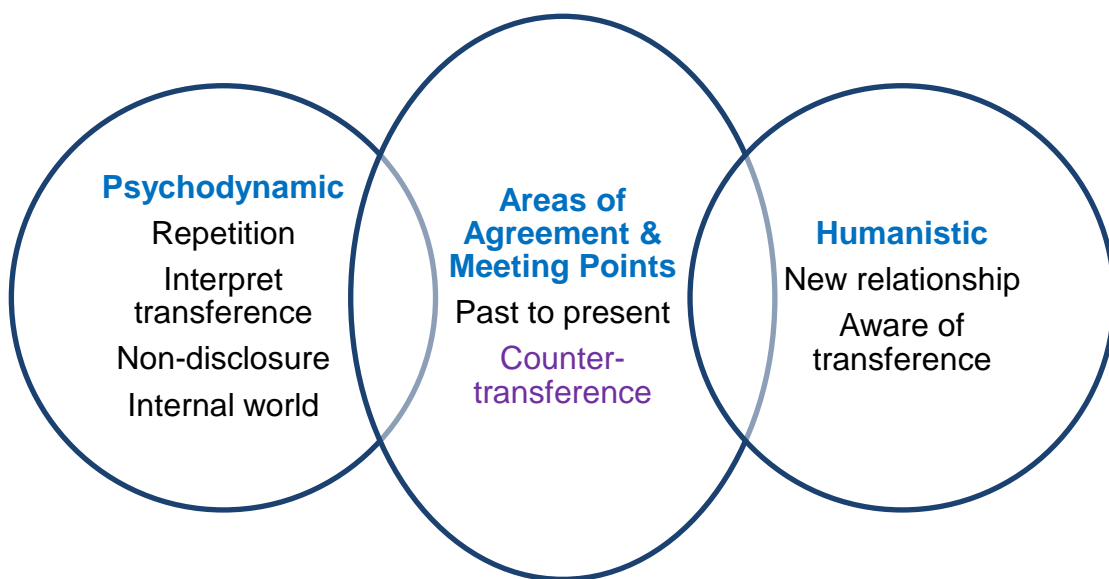 Psychodynamic
Repetition
Interpret
transference
Non-disclosure
Internal world
Areas of
Agreement &
Meeting Points
Past to present
Counter-
transference
Humanistic
New relationship
Aware of
transference